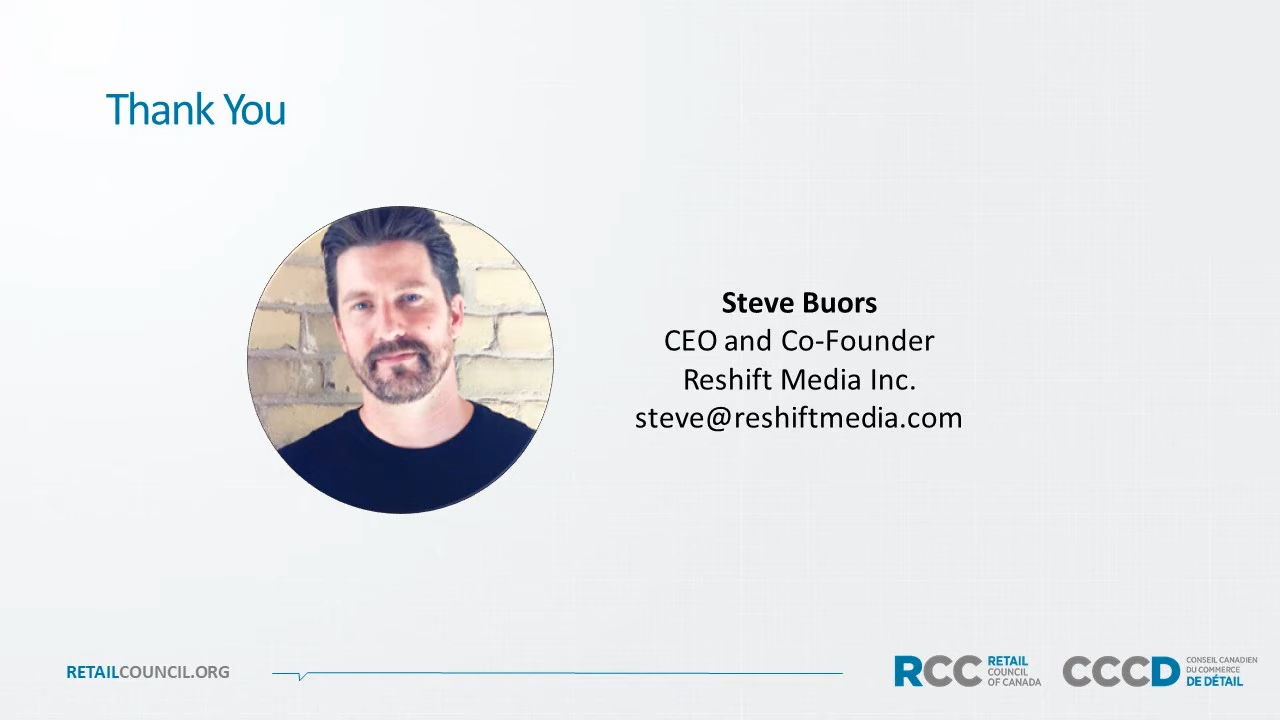 Thank You
Steve Buors
CEO and Co-Founder
Reshift Media Inc.
steve@reshiftmedia.com
RETAILCOUNCIL.ORG
RCC RETAIL
COUNCIL
OF CANADA
CCCD CONSEIL CANADIEN
DU COMMERCE
DE DÉTAIL